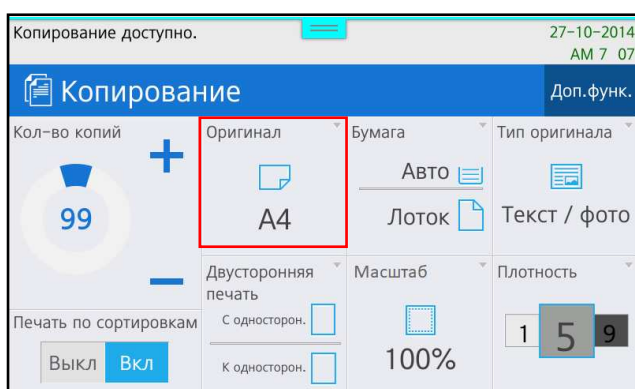 Копирование доступно.
27-10-2014
AM 7 07
Копирование
Доп.функ.
Кол-во копий
99
Печать по сортировкам
Выкл Вкл
Оригинал
A4
Бумага
Авто
Лоток
Тип оригинала
Текст / фото
Двусторонняя
печать
С односторон.
К односторон.
Масштаб
100%
Плотность
1 5 9